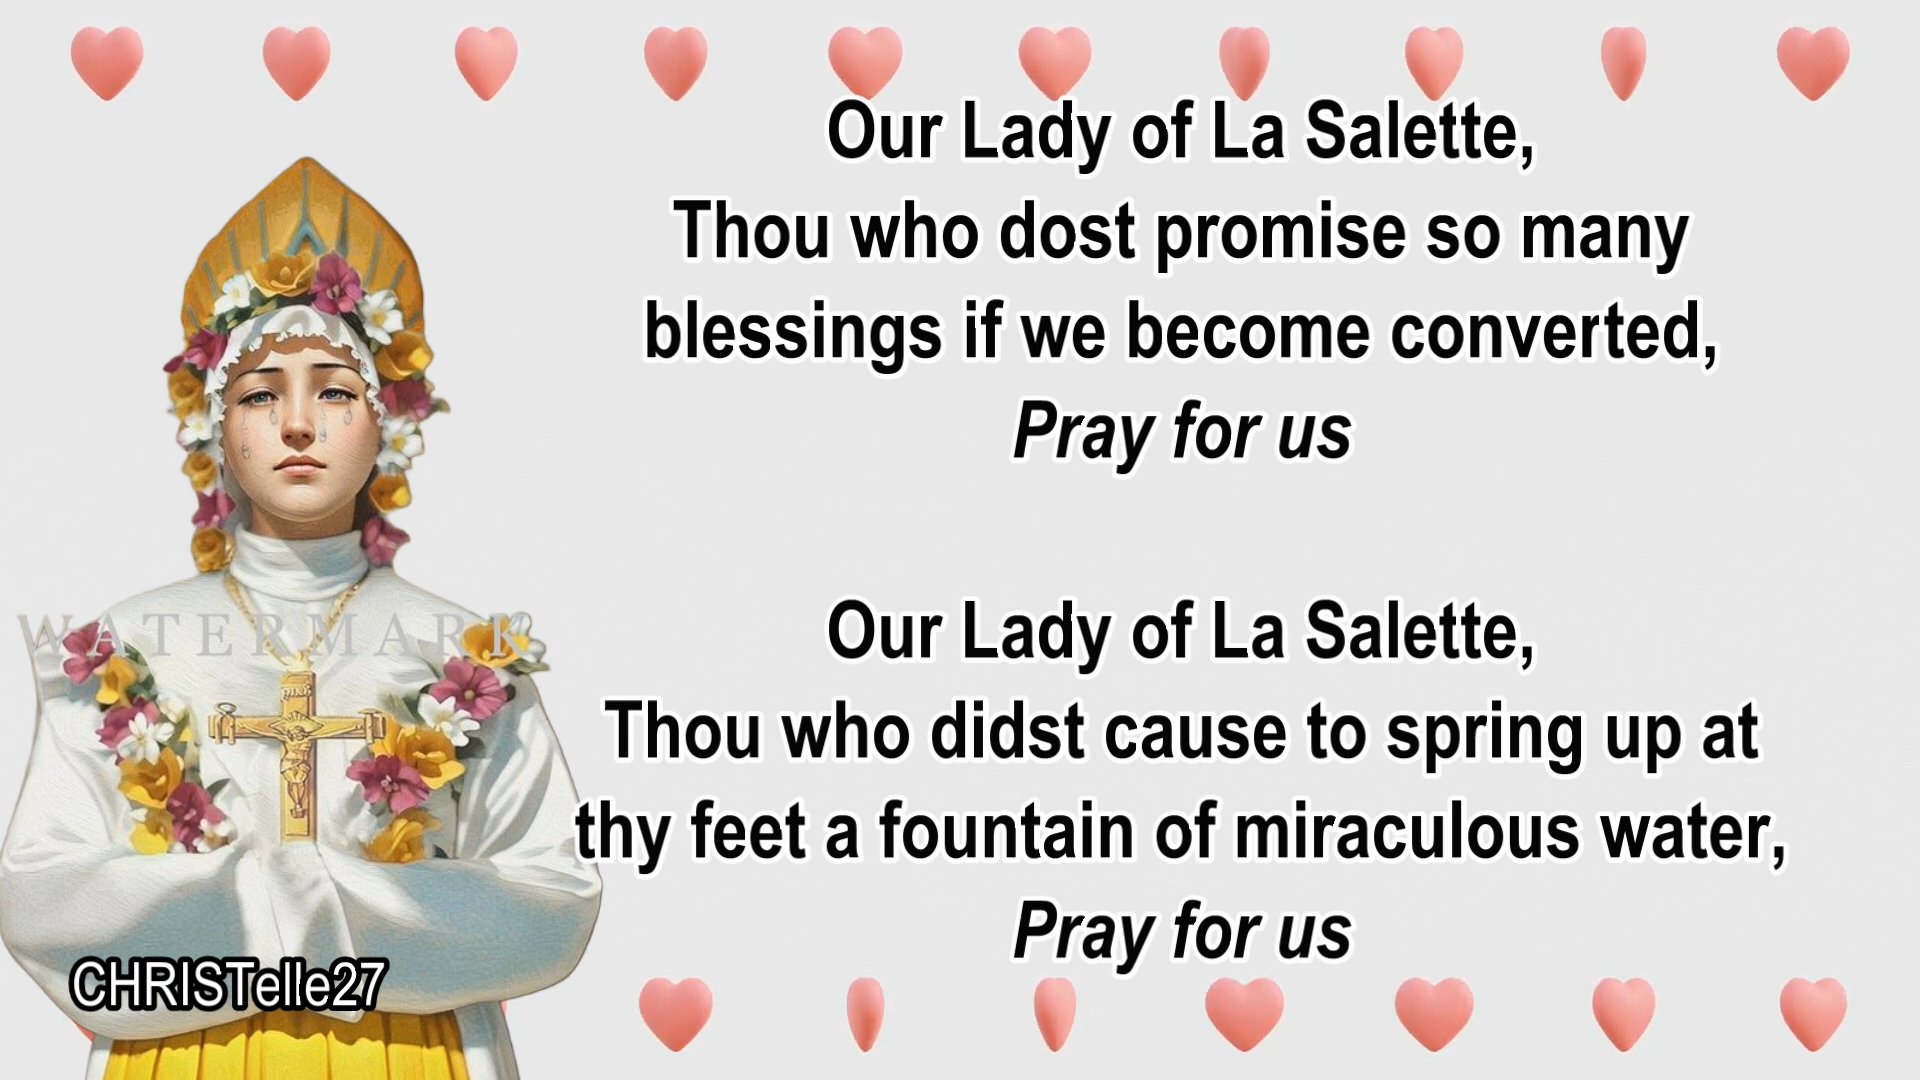 Our Lady of La Salette,
Thou who dost promise so many
blessings if we become converted,
Pray for us
Our Lady of La Salette,
Thou who didst cause to spring up at
thy feet a fountain of miraculous water,
Pray for us
WATERMARK
CHRISTelle27